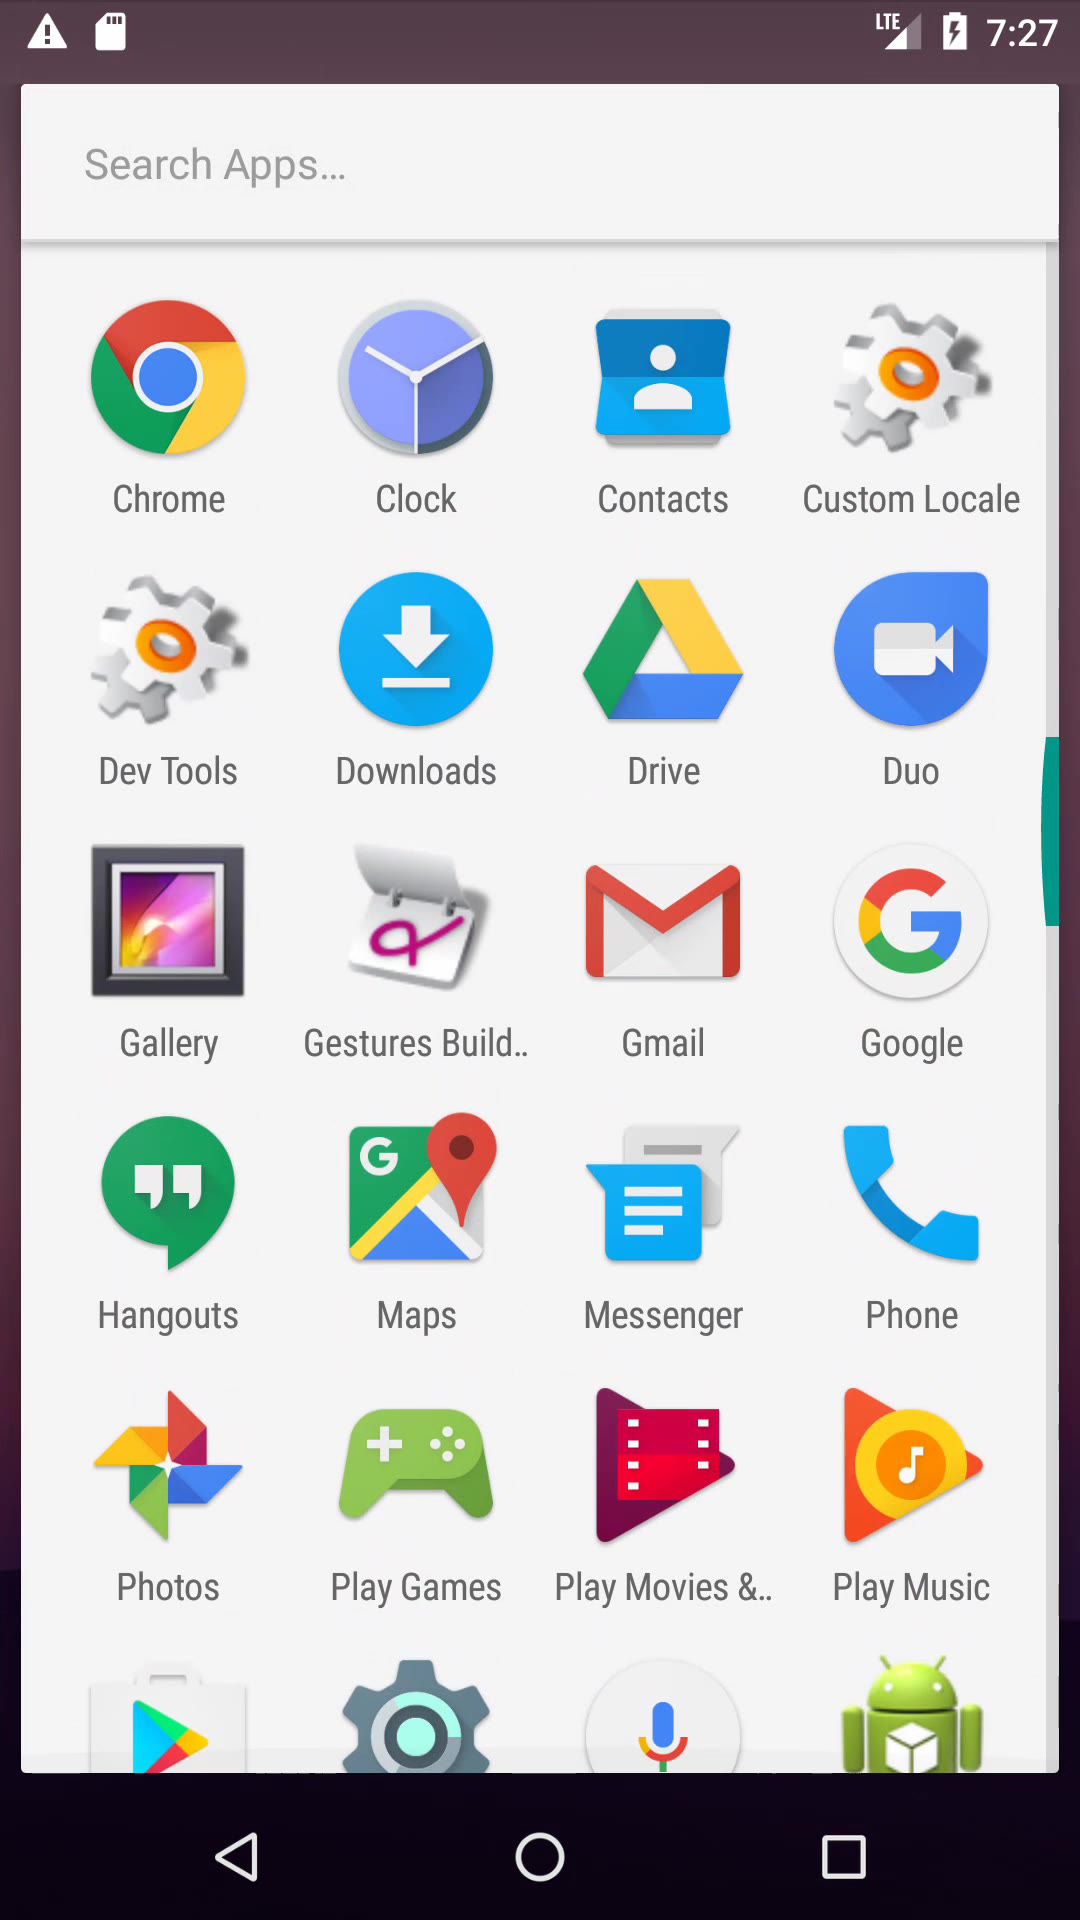 LTE 7:27
Search Apps...
Chrome Clock Contacts Custom Locale
Dev Tools Downloads Drive Duo
Gallery Gestures Build.. Gmail Google
Hangouts Maps Messenger Phone
Photos Play Games Play Movies &.. Play Music